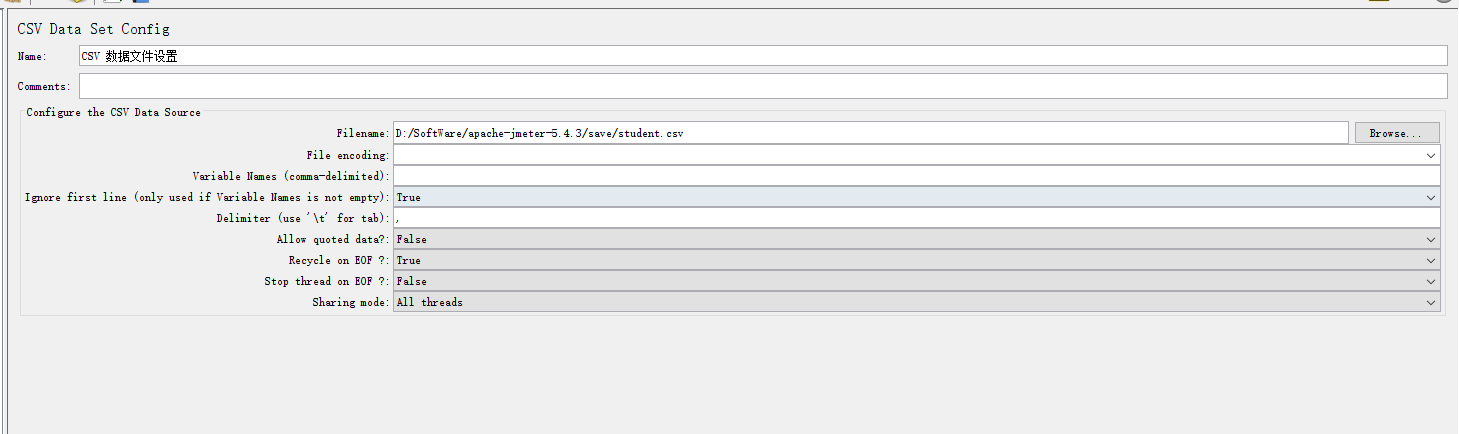 CSV Data Set Config
Name: CSV 数据文件设置
Comments:
Configure the CSV Data Source
Filename: D:/SoftWare/apache-jmeter-5.4.3/save/student.csv Browse...
File encoding:
Variable Names (comma-delimited):
Ignore first line (only used if Variable Names is not empty): True
Delimiter (use '\t' for tab): ,
Allow quoted data?: False
Recycle on EOF ?: True
Stop thread on EOF ?: False
Sharing mode: All threads